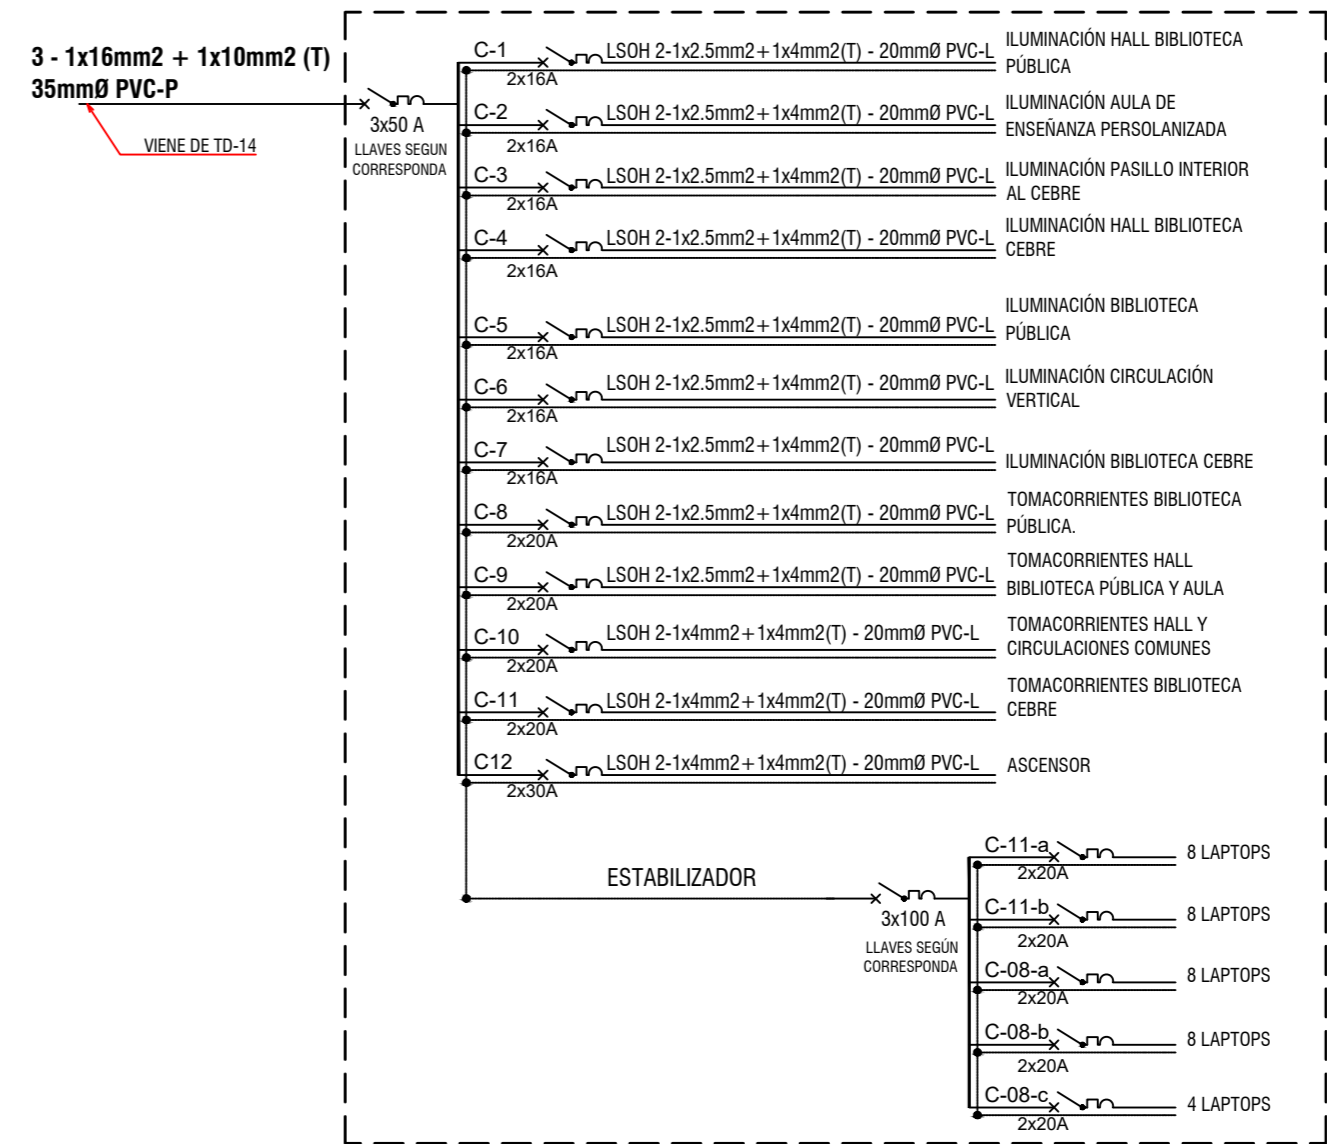 3 - 1x16mm2 + 1x10mm2 (T)
35mmØ PVC-P
VIENE DE TD-14
3x50 A
LLAVES SEGUN
CORRESPONDA
C-1
2x16A
LSOH 2-1x2.5mm2+1x4mm2(T) - 20mmØ PVC-L
ILUMINACIÓN HALL BIBLIOTECA
PÚBLICA
C-2
2x16A
LSOH 2-1x2.5mm2+1x4mm2(T) - 20mmØ PVC-L
ILUMINACIÓN AULA DE
ENSEÑANZA PERSOLANIZADA
C-3
2x16A
LSOH 2-1x2.5mm2+1x4mm2(T) - 20mmØ PVC-L
ILUMINACIÓN PASILLO INTERIOR
AL CEBRE
C-4
2x16A
LSOH 2-1x2.5mm2+1x4mm2(T) - 20mmØ PVC-L
ILUMINACIÓN HALL BIBLIOTECA
CEBRE
C-5
2x16A
LSOH 2-1x2.5mm2+1x4mm2(T) - 20mmØ PVC-L
ILUMINACIÓN BIBLIOTECA
PÚBLICA
C-6
2x16A
LSOH 2-1x2.5mm2+1x4mm2(T) - 20mmØ PVC-L
ILUMINACIÓN CIRCULACIÓN
VERTICAL
C-7
2x16A
LSOH 2-1x2.5mm2+1x4mm2(T) - 20mmØ PVC-L
ILUMINACIÓN BIBLIOTECA CEBRE
C-8
2x20A
LSOH 2-1x2.5mm2+1x4mm2(T) - 20mmØ PVC-L
TOMACORRIENTES BIBLIOTECA
PÚBLICA.
C-9
2x20A
LSOH 2-1x2.5mm2+1x4mm2(T) - 20mmØ PVC-L
TOMACORRIENTES HALL
BIBLIOTECA PÚBLICA Y AULA
C-10
2x20A
LSOH 2-1x4mm2+1x4mm2(T) - 20mmØ PVC-L
TOMACORRIENTES HALL Y
CIRCULACIONES COMUNES
C-11
2x20A
LSOH 2-1x4mm2+1x4mm2(T) - 20mmØ PVC-L
TOMACORRIENTES BIBLIOTECA
CEBRE
C12
2x30A
LSOH 2-1x4mm2+1x4mm2(T) - 20mmØ PVC-L
ASCENSOR
ESTABILIZADOR
3x100 A
LLAVES SEGÚN
CORRESPONDA
C-11-a
2x20A
8 LAPTOPS
C-11-b
2x20A
8 LAPTOPS
C-08-a
2x20A
8 LAPTOPS
C-08-b
2x20A
8 LAPTOPS
C-08-c
2x20A
4 LAPTOPS